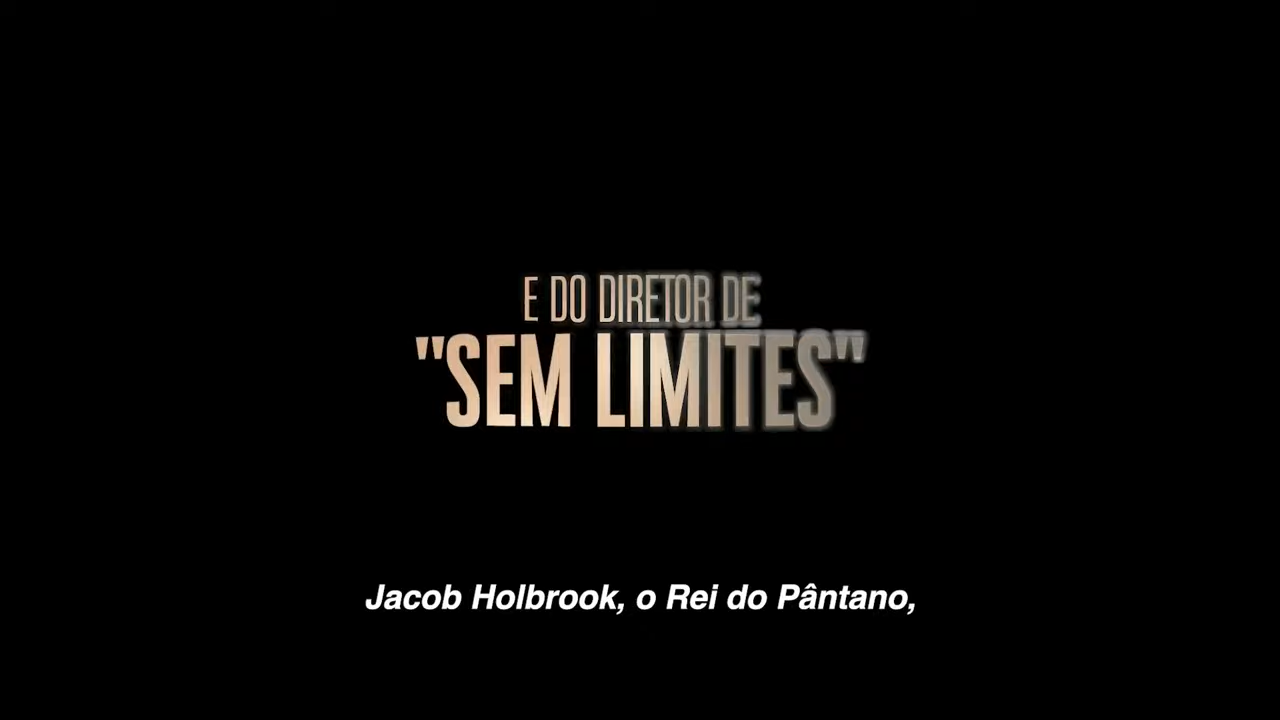 E DO DIRETOR DE
"SEM LIMITES"
Jacob Holbrook, o Rei do Pântano,